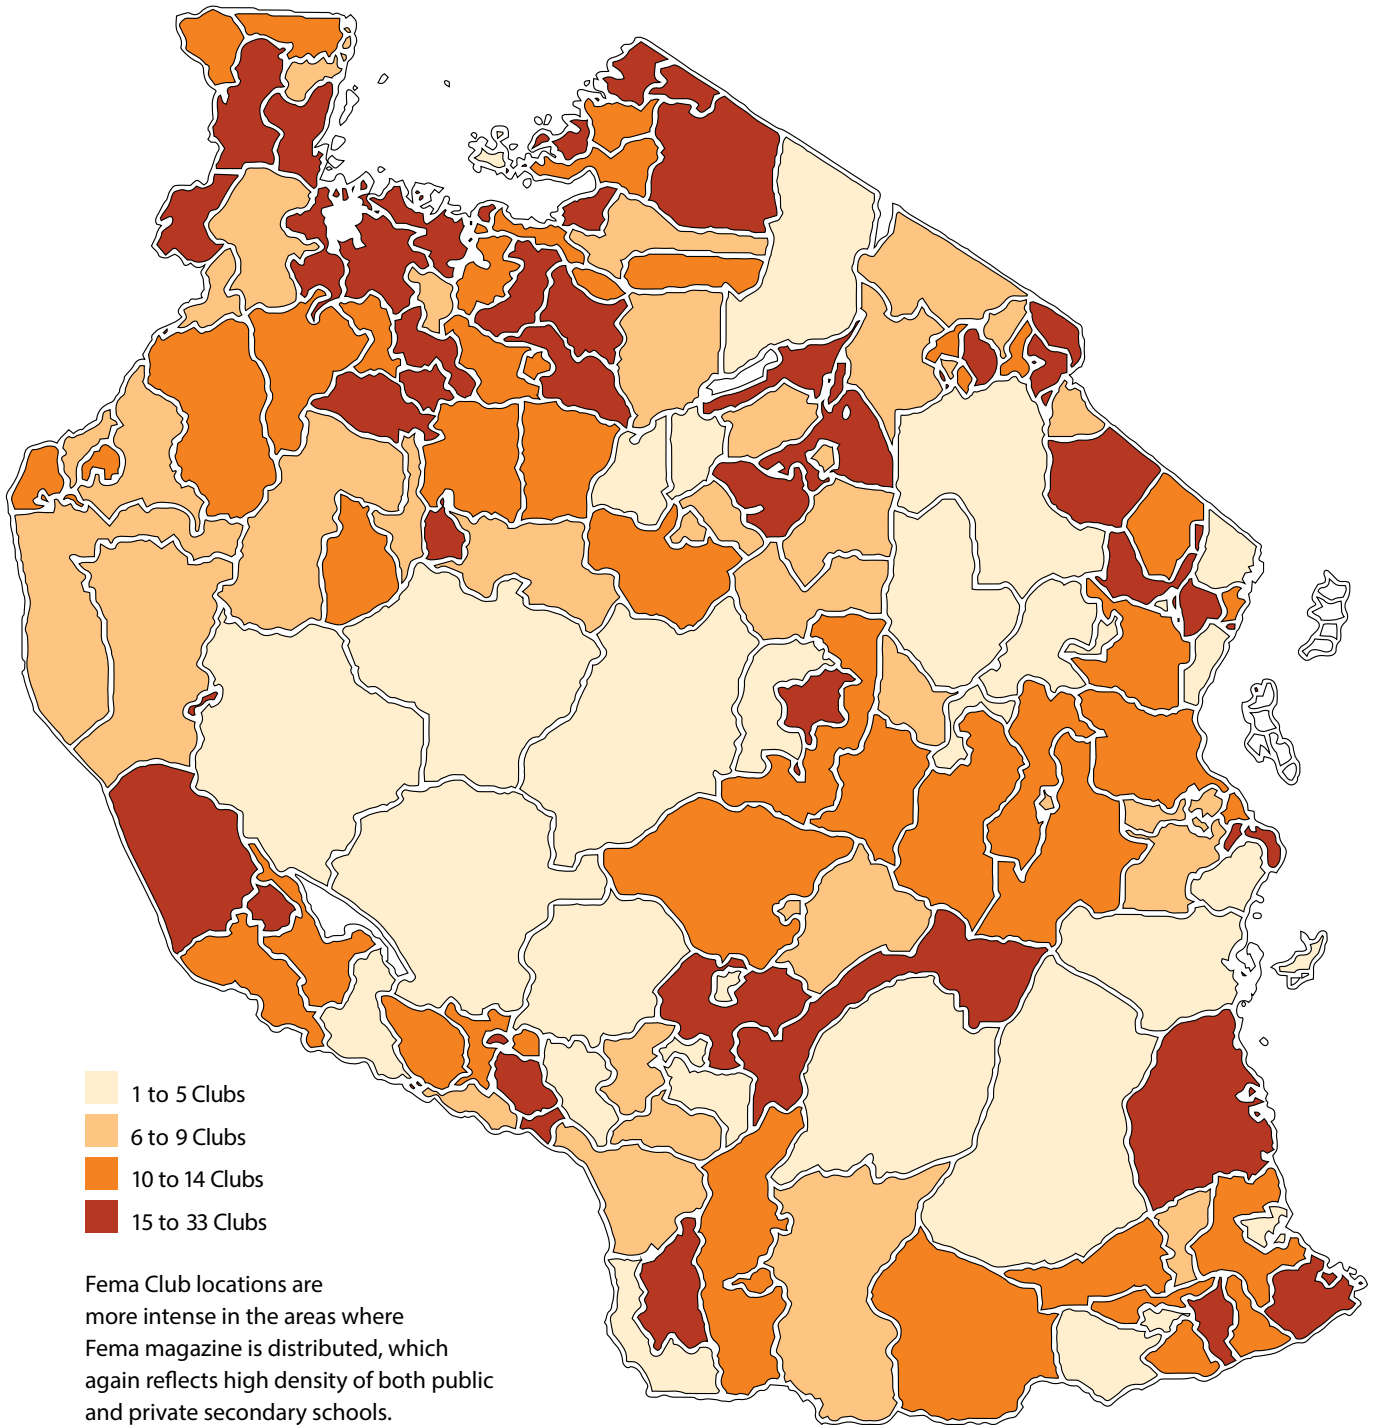 1 to 5 Clubs
6 to 9 Clubs
10 to 14 Clubs
15 to 33 Clubs
Fema Club locations are
more intense in the areas where
Fema magazine is distributed, which
again reflects high density of both public
and private secondary schools.